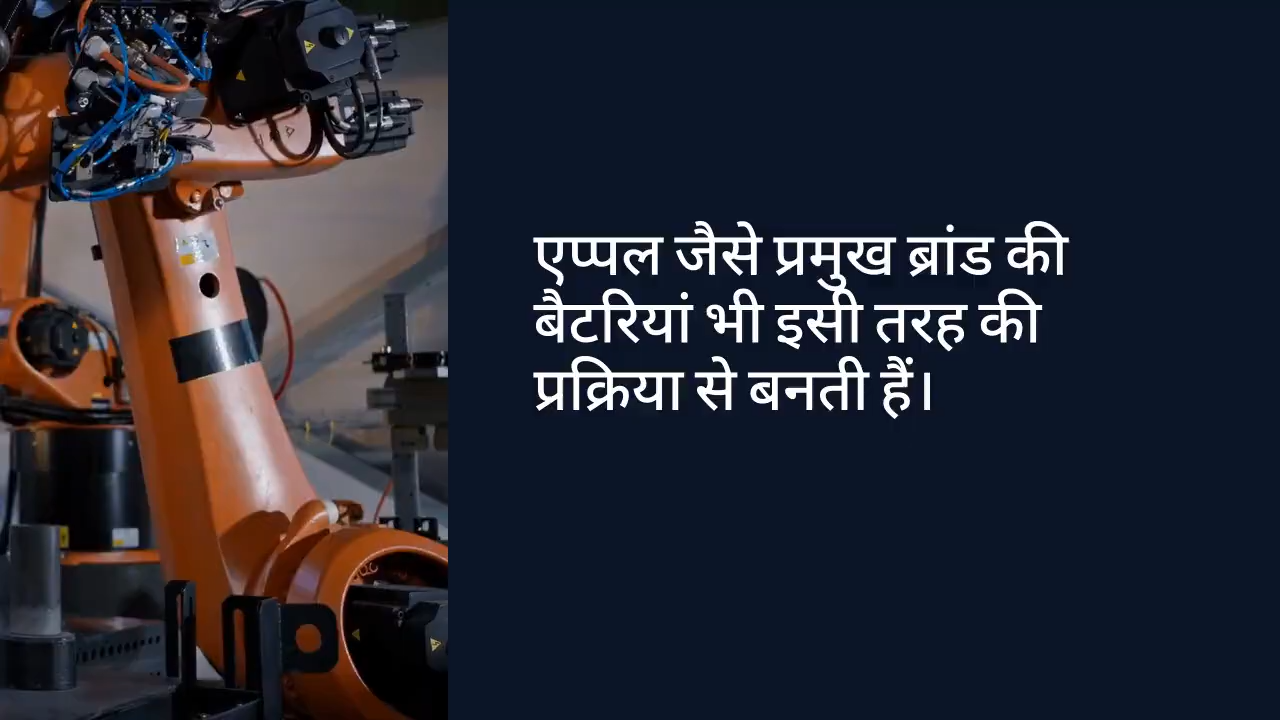 एप्पल जैसे प्रमुख ब्रांड की
बैटरियां भी इसी तरह की
प्रक्रिया से बनती हैं।